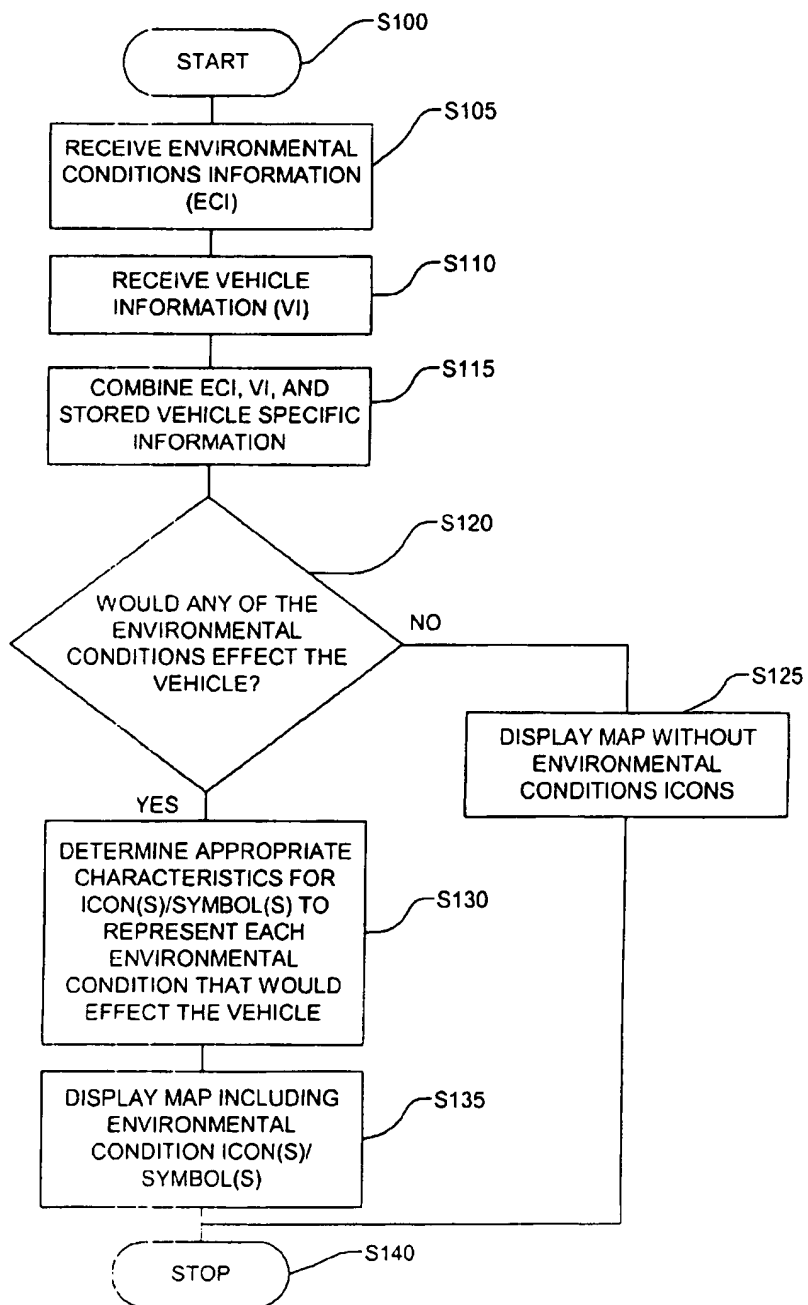 S100
START
S105
RECEIVE ENVIRONMENTAL
CONDITIONS INFORMATION
(ECI)
S110
RECEIVE VEHICLE
INFORMATION (VI)
S115
COMBINE ECI, VI, AND
STORED VEHICLE SPECIFIC
INFORMATION
S120
WOULD ANY OF THE
ENVIRONMENTAL
CONDITIONS EFFECT THE
VEHICLE?
NO
S125
DISPLAY MAP WITHOUT
ENVIRONMENTAL
CONDITIONS ICONS
YES
DETERMINE APPROPRIATE
CHARACTERISTICS FOR
ICON(S)/SYMBOL(S) TO
REPRESENT EACH
ENVIRONMENTAL
CONDITION THAT WOULD
EFFECT THE VEHICLE
S130
DISPLAY MAP INCLUDING
ENVIRONMENTAL
CONDITION ICON(S)/
SYMBOL(S)
S135
S140
STOP